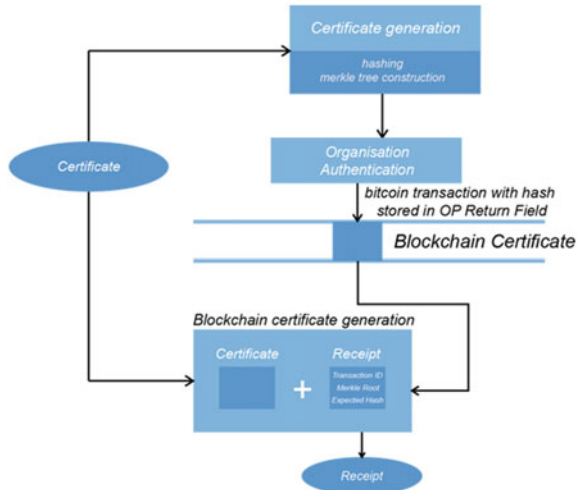 Certificate generation
hashing
merkle tree construction
Certificate
Organisation
Authentication
bitcoin transaction with hash
stored in OP Return Field
Blockchain Certificate
Blockchain certificate generation
Certificate
Receipt
+
Transaction ID
Merkle Root
Expected Hash
Receipt